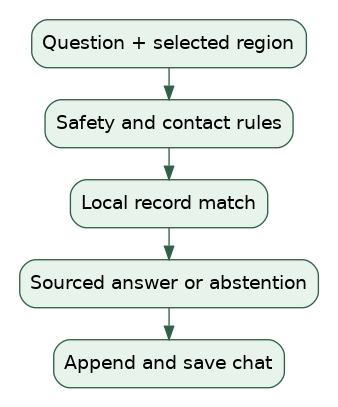 Question + selected region
Safety and contact rules
Local record match
Sourced answer or abstention
Append and save chat